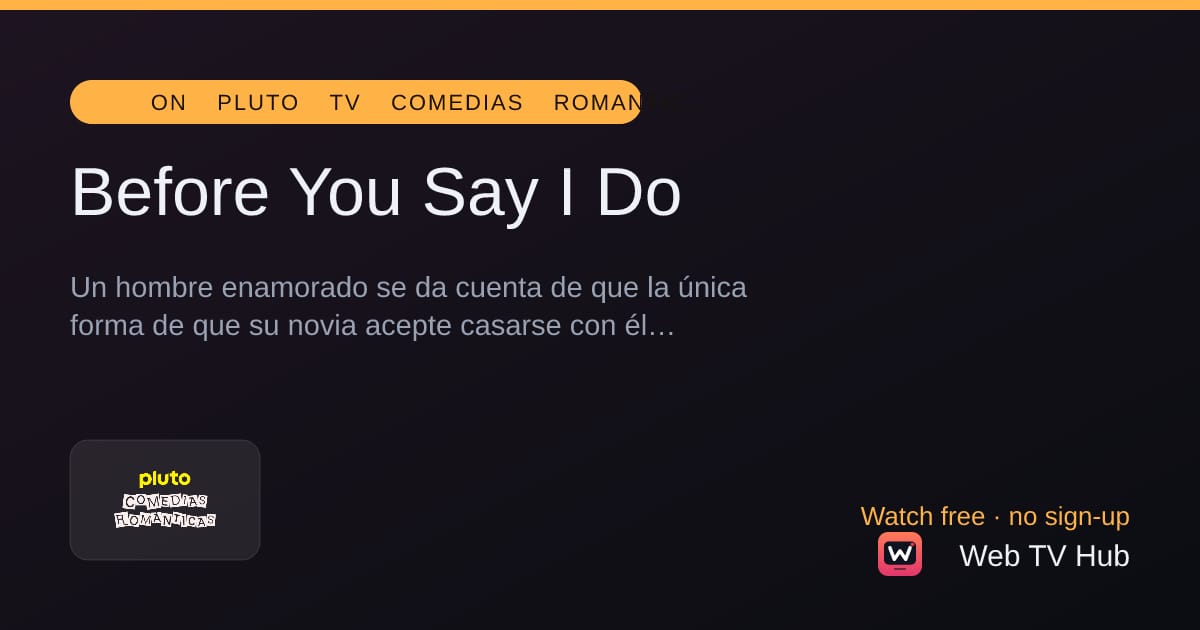 ON PLUTO TV COMEDIAS ROMAN
Before You Say I Do
Un hombre enamorado se da cuenta de que la única
forma de que su novia acepte casarse con él…
pluto
COMEDIAS
ROMANTICAS
Watch free · no sign-up
W
Web TV Hub